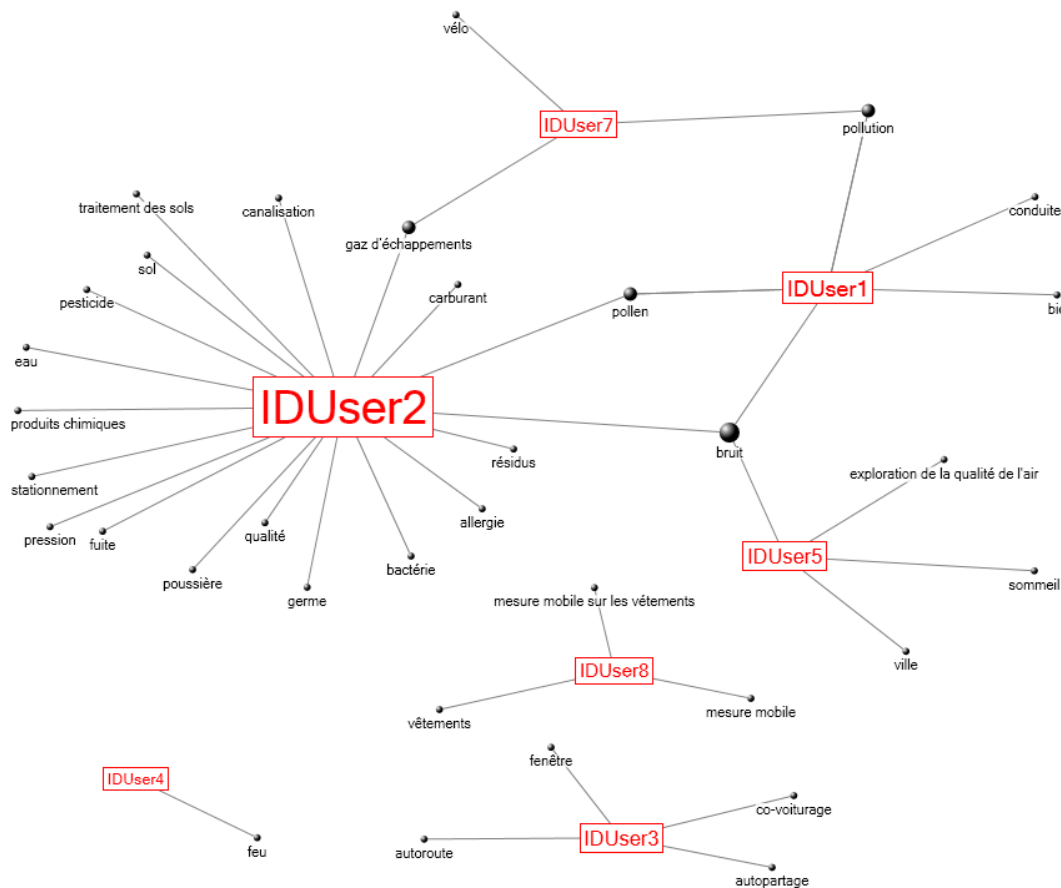 vélo
IDUser7
pollution
traitement des sols
canalisation
conduite
gaz d'échappements
sol
pesticide
carburant
IDUser1
pollen
bie
eau
IDUser2
produits chimiques
bruit
résidus
exploration de la qualité de l'air
stationnement
allergie
pression
fuite
qualité
IDUser5
poussière
bactérie
sommeil
germe
mesure mobile sur les vétements
ville
IDUser8
vêtements
mesure mobile
fenêtre
IDUser4
co-voiturage
feu
autoroute
IDUser3
autopartage